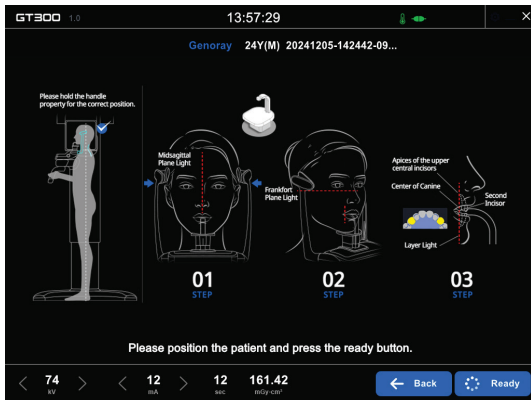 GT300 1.0
13:57:29
Genoray 24Y(M) 20241205-142442-09...
Please hold the handle
property for the correct position.
Midsagittal
Plane Light
01
STEP
Frankfort
Plane Light
02
STEP
Apices of the upper
central incisors
Center of Canine
Second
Incisor
Layer Light
03
STEP
Please position the patient and press the ready button.
74
kV
12
mA
12
sec
161.42
mGy-cm²
Back
Ready